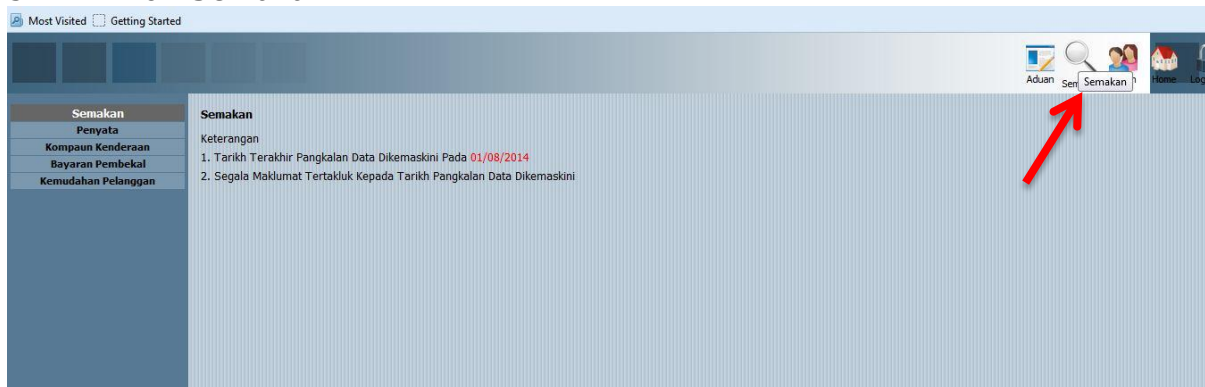 Most Visited Getting Started
Aduan Semakan Home
Semakan
Penyata
Kompaun Kenderaan
Bayaran Pembekal
Kemudahan Pelanggan
Semakan
Keterangan
1. Tarikh Terakhir Pangkalan Data Dikemaskini Pada 01/08/2014
2. Segala Maklumat Tertakluk Kepada Tarikh Pangkalan Data Dikemaskini